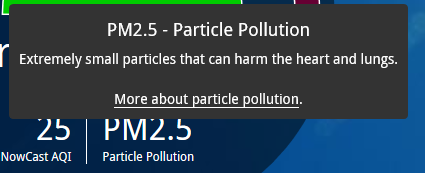 PM2.5 - Particle Pollution
Extremely small particles that can harm the heart and lungs.
More about particle pollution.
25
PM2.5
NowCast AQI
Particle Pollution